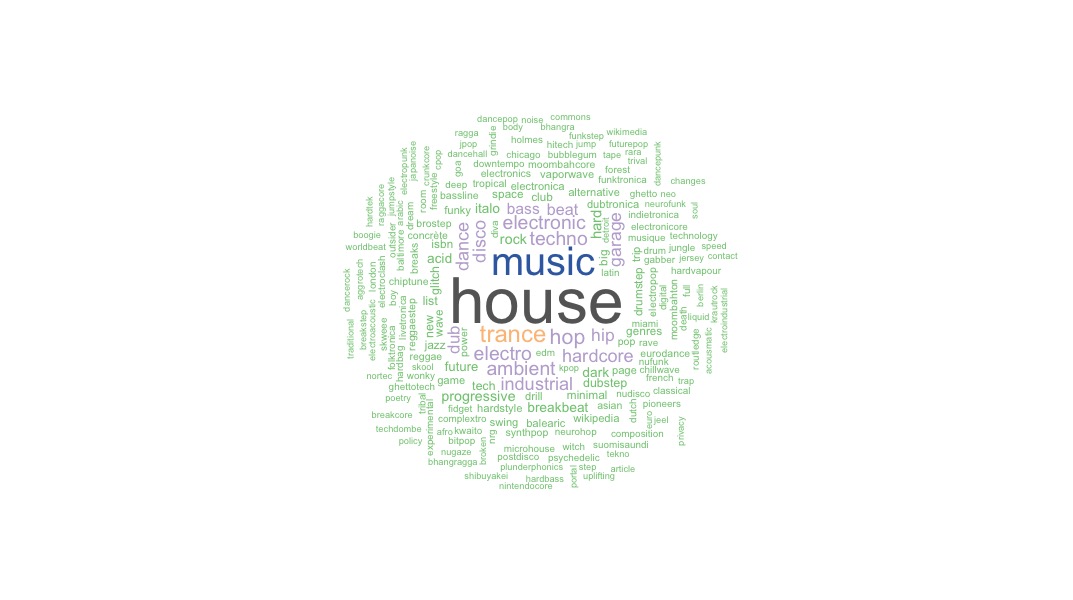 dancepop noise commons
ragga grindie body bhangra funkstep wikimedia
jpop holmes hitech jump futurepop
dancehall chicago bubblegum tape rara
goa downtempo moombahcore trival dancepunk
electronics vaporwave forest
electropunk japanoise crunkcore cpop
deep tropical electronica funktronica changes
room freestyle bassline space club alternative ghetto neo
hardtek raggacore jumpstyle arabic dream
funky italo bass beat dubtronica neurofunk soul
brostep diva electronic hard detroit garage indietronica
boogie outsider concrète dance disco rock techno musique electronicore technology
worldbeat baltimore breaks isbn big trip drum jungle speed
acid music gabber jersey contact
dancerock aggrotech london electroclash chiptune glitch latin drumstep electropop digital hardvapour
boy list house moombahton full berlin krautrock
electroacoustic livetronica reggaestep new wave miami death liquid electroindustrial
traditional breakstep skweee folktronica dub power trance hop hip genres routledge acousmatic
hardbag jazz electro edm hardcore pop rave
reggae eurodance
skool future ambient kpop dark page nufunk chillwave
nortec wonky game french trap
ghettotech tech industrial dubstep classical
poetry tribal progressive drill minimal nudisco
fidget hardstyle breakbeat asian dutch pioneers
breakcore complextro swing balearic wikipedia euro jeel privacy
techdombe experimental afro kwaito nrg synthpop neurohop composition
policy bitpop broken microhouse witch suomisaundi
nugaze postdisco psychedelic tekno
bhangragga plunderphonics step article
shibuyakei hardbass portal uplifting
nintendocore